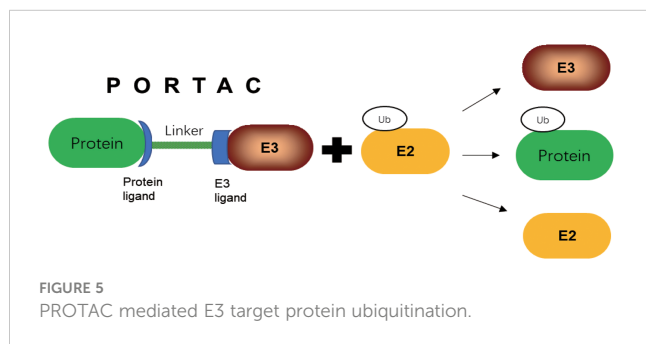 P O R T A C
Protein
Linker
E3
Protein
ligand
E3
ligand
Ub
E2
E3
Ub
Protein
E2
FIGURE 5
PROTAC mediated E3 target protein ubiquitination.